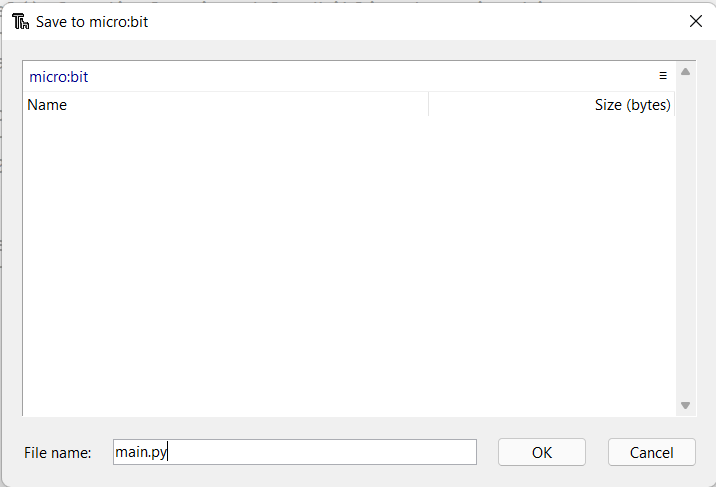 Save to micro:bit
micro:bit
Name Size (bytes)
File name: main.py OK Cancel